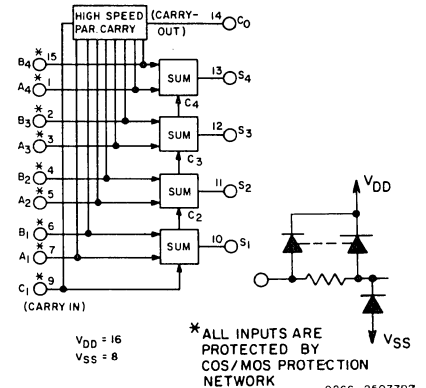 HIGH SPEED
PAR. CARRY
(CARRY-
OUT)
14
C0
* B4 15
* A4 1
SUM
13 S4
C4
* B3 2
* A3 3
SUM
12 S3
C3
* B2 4
* A2 5
SUM
11 S2
C2
* B1 6
* A1 7
SUM
10 S1
* C1 9
(CARRY IN)
VDD = 16
VSS = 8
VDD
VSS
* ALL INPUTS ARE
PROTECTED BY
COS/MOS PROTECTION
NETWORK